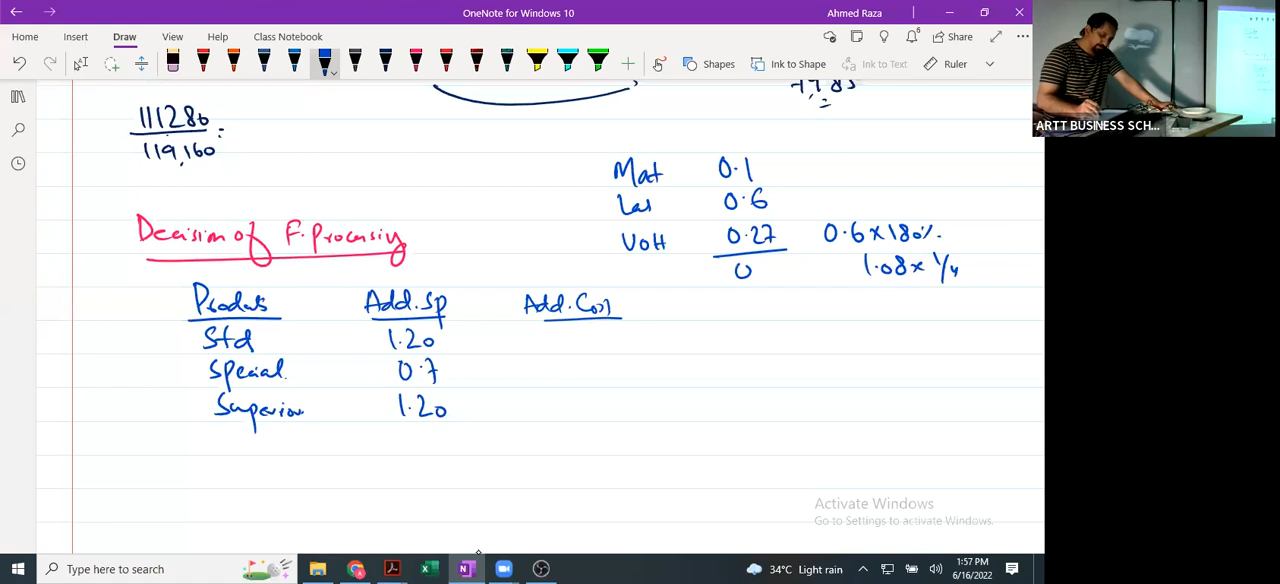 OneNote for Windows 10
Ahmed Raza
Home Insert Draw View Help Class Notebook
Share
Shapes Ink to Shape Ink to Text Ruler
111280
119,160 =
Mat 0.1
Lab 0.6
VOH 0.27 0.6 x 180%
0 1.08 x 1/4
Decision of F. Processing
Products Add. Sp Add. Cost
Std 1.20
Special 0.7
Superior 1.20
ARTT BUSINESS SCH...
Activate Windows
Go to Settings to activate Windows.
Type here to search
34°C Light rain
1:57 PM
6/16/2022